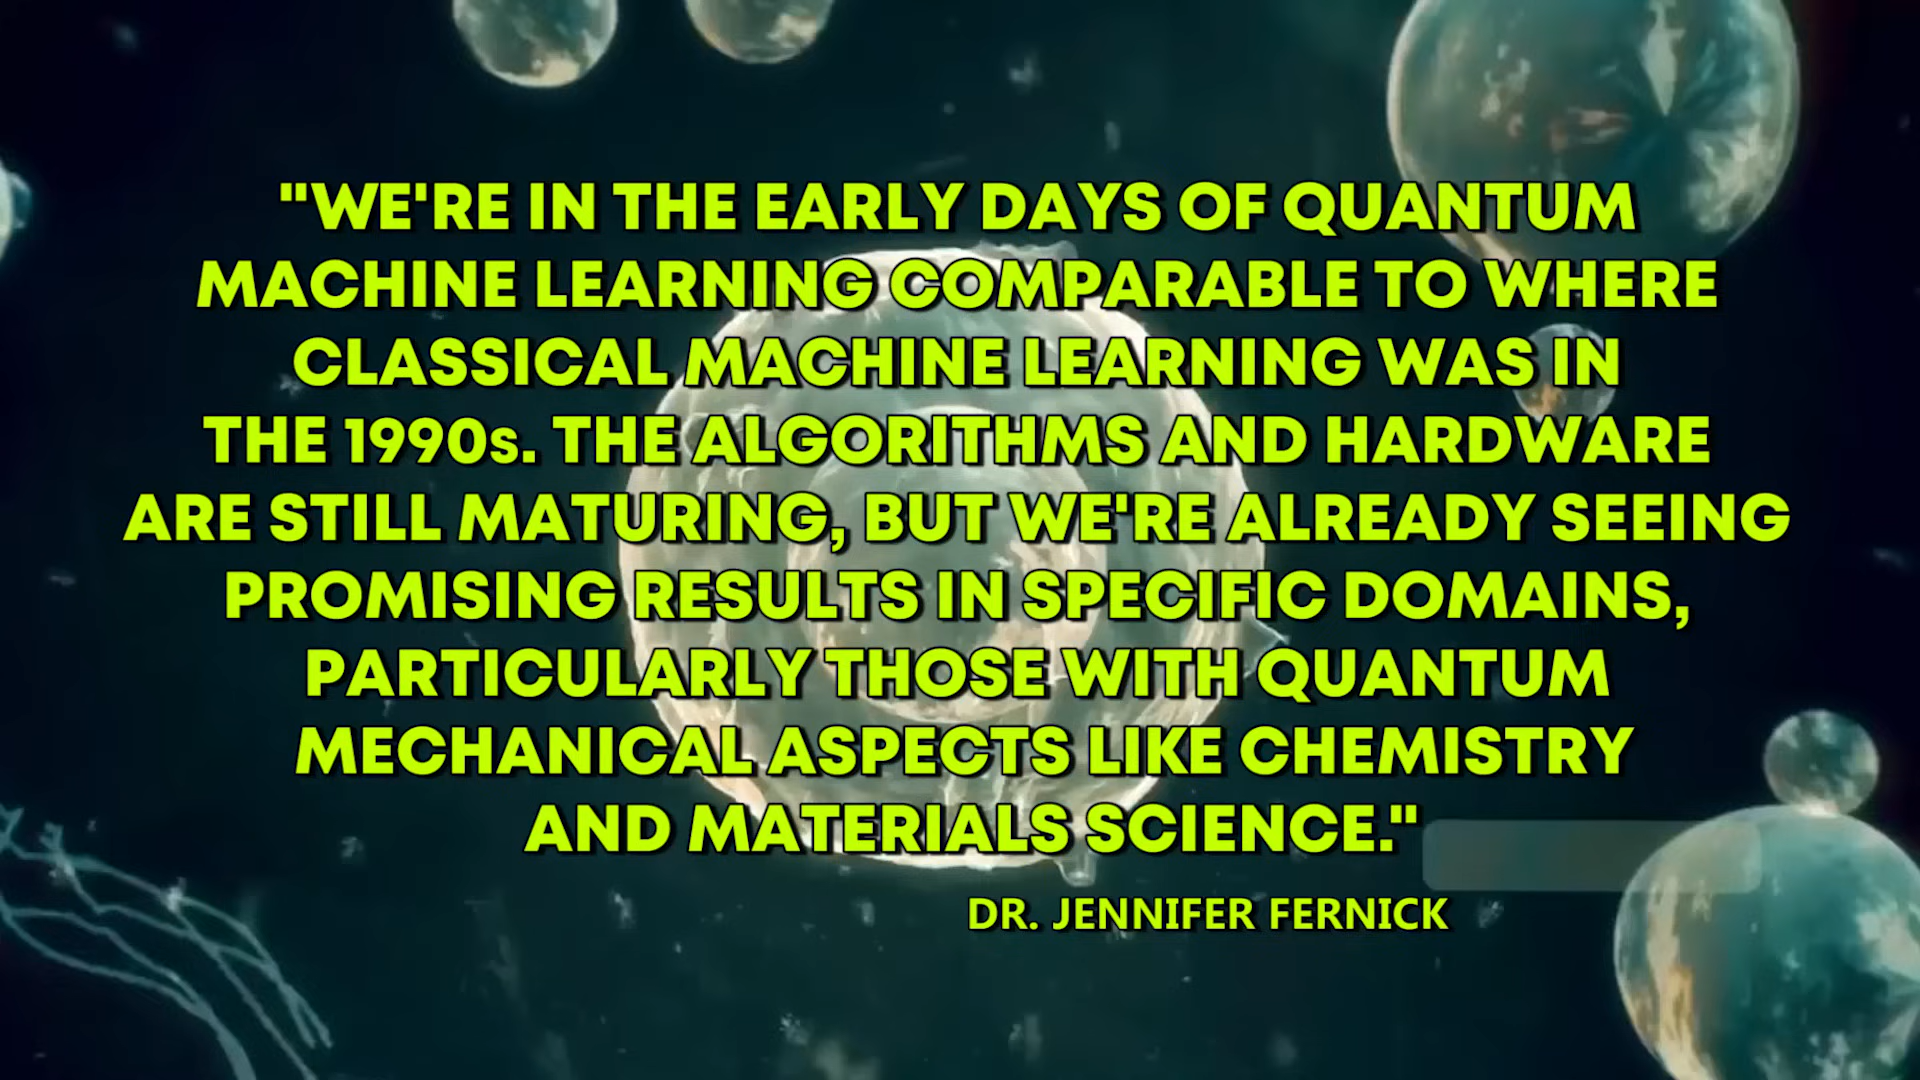 "WE'RE IN THE EARLY DAYS OF QUANTUM
MACHINE LEARNING COMPARABLE TO WHERE
CLASSICAL MACHINE LEARNING WAS IN
THE 1990s. THE ALGORITHMS AND HARDWARE
ARE STILL MATURING, BUT WE'RE ALREADY SEEING
PROMISING RESULTS IN SPECIFIC DOMAINS,
PARTICULARLY THOSE WITH QUANTUM
MECHANICAL ASPECTS LIKE CHEMISTRY
AND MATERIALS SCIENCE."
DR. JENNIFER FERNICK